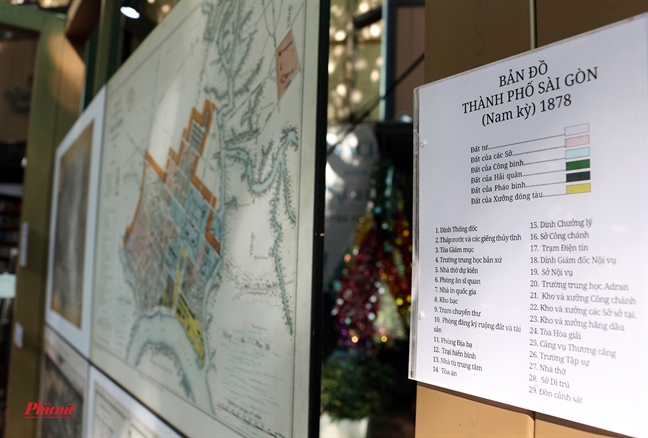 BẢN ĐỒ
THÀNH PHỐ SÀI GÒN
(Nam kỳ) 1878
Đất tư
Đất của các Sở
Đất của Công binh
Đất của Hải quân
Đất của Pháo binh
Đất của Xưởng đóng tàu
1. Dinh Thống đốc
2. Tháp nước và các giếng thủy tĩnh
3. Tòa Giám mục
4. Trường trung học bản xứ
5. Nhà thờ dự kiến
6. Phòng ăn sĩ quan
7. Nhà in quốc gia
8. Kho bạc
9. Trạm chuyển thư
10. Phòng đăng ký ruộng đất và tài
sản
11. Phòng Địa bạ
12. Trại hiến binh
13. Nhà tù trung tâm
14. Tòa án
15. Dinh Chưởng lý
16. Sở Công chánh
17. Trạm Điện tín
18. Dinh Giám đốc Nội vụ
19. Sở Nội vụ
20. Trường trung học Adran
21. Kho và xưởng Công chánh
22. Kho và xưởng các Sở sở tại.
23. Kho và xưởng hãng dầu
24. Tòa Hòa giải
25. Cảng vụ Thương cảng
26. Trường Tập sự
27. Nhà thờ
28. Sở Di trú
29. Đồn cảnh sát
Phunữ